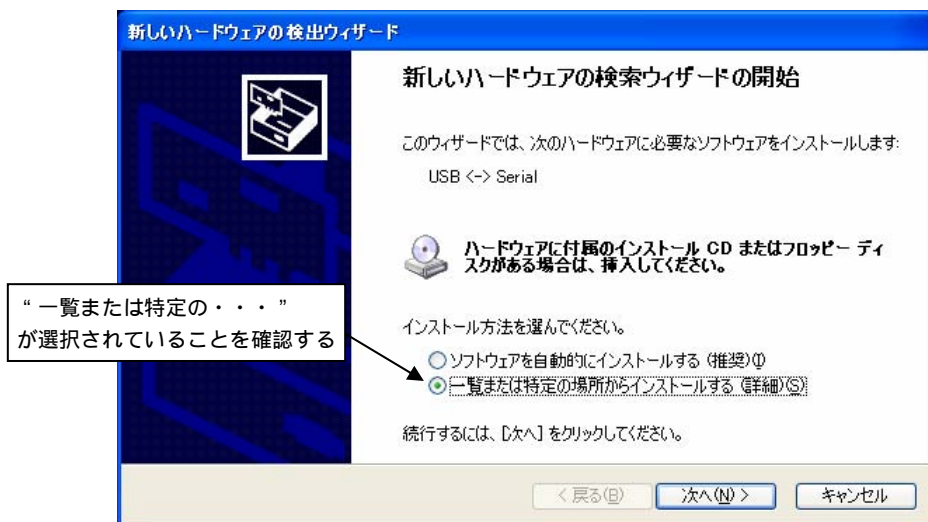 新しいハードウェアの検出ウィザード
新しいハードウェアの検索ウィザードの開始
このウィザードでは、次のハードウェアに必要なソフトウェアをインストールします:
USB <-> Serial
ハードウェアに付属のインストール CD またはフロッピー ディ
スクがある場合は、挿入してください。
“一覧または特定の・・・”
が選択されていることを確認する
インストール方法を選んでください。
ソフトウェアを自動的にインストールする (推奨)(I)
一覧または特定の場所からインストールする (詳細)(S)
続行するには、[次へ] をクリックしてください。
< 戻る(B)
次へ(N) >
キャンセル